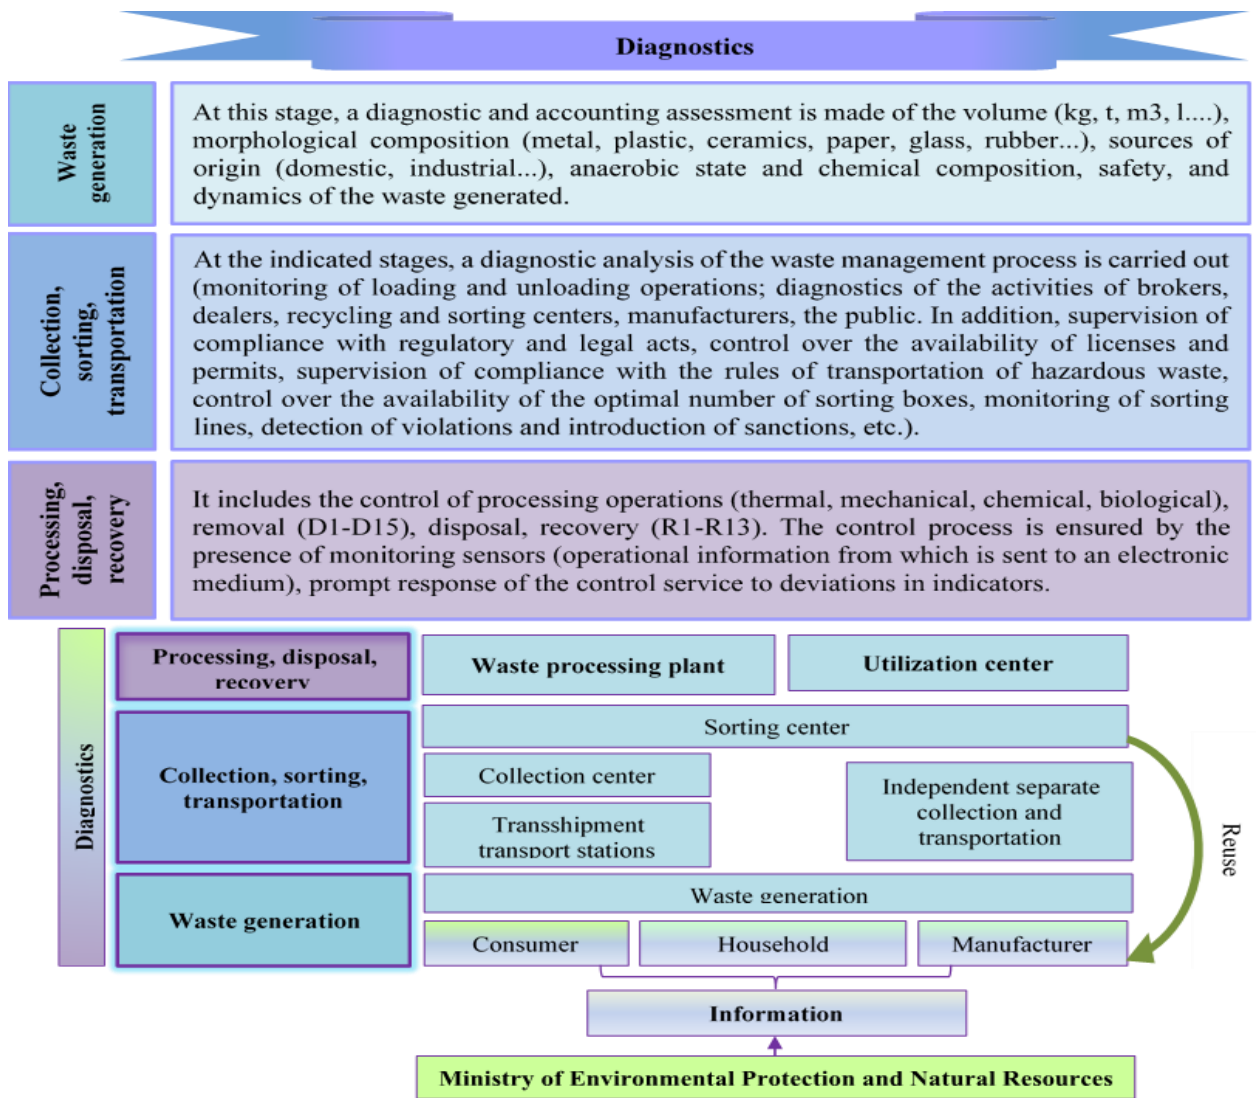 Diagnostics
Waste
generation
At this stage, a diagnostic and accounting assessment is made of the volume (kg, t, m3, l....),
morphological composition (metal, plastic, ceramics, paper, glass, rubber...), sources of
origin (domestic, industrial...), anaerobic state and chemical composition, safety, and
dynamics of the waste generated.
Collection,
sorting,
transportation
At the indicated stages, a diagnostic analysis of the waste management process is carried out
(monitoring of loading and unloading operations; diagnostics of the activities of brokers,
dealers, recycling and sorting centers, manufacturers, the public. In addition, supervision of
compliance with regulatory and legal acts, control over the availability of licenses and
permits, supervision of compliance with the rules of transportation of hazardous waste,
control over the availability of the optimal number of sorting boxes, monitoring of sorting
lines, detection of violations and introduction of sanctions, etc.).
Processing,
disposal,
recovery
It includes the control of processing operations (thermal, mechanical, chemical, biological),
removal (D1-D15), disposal, recovery (R1-R13). The control process is ensured by the
presence of monitoring sensors (operational information from which is sent to an electronic
medium), prompt response of the control service to deviations in indicators.
Diagnostics
Processing, disposal,
recovery
Waste processing plant
Utilization center
Collection, sorting,
transportation
Sorting center
Collection center
Transshipment
transport stations
Independent separate
collection and
transportation
Reuse
Waste generation
Waste generation
Consumer
Household
Manufacturer
Information
Ministry of Environmental Protection and Natural Resources